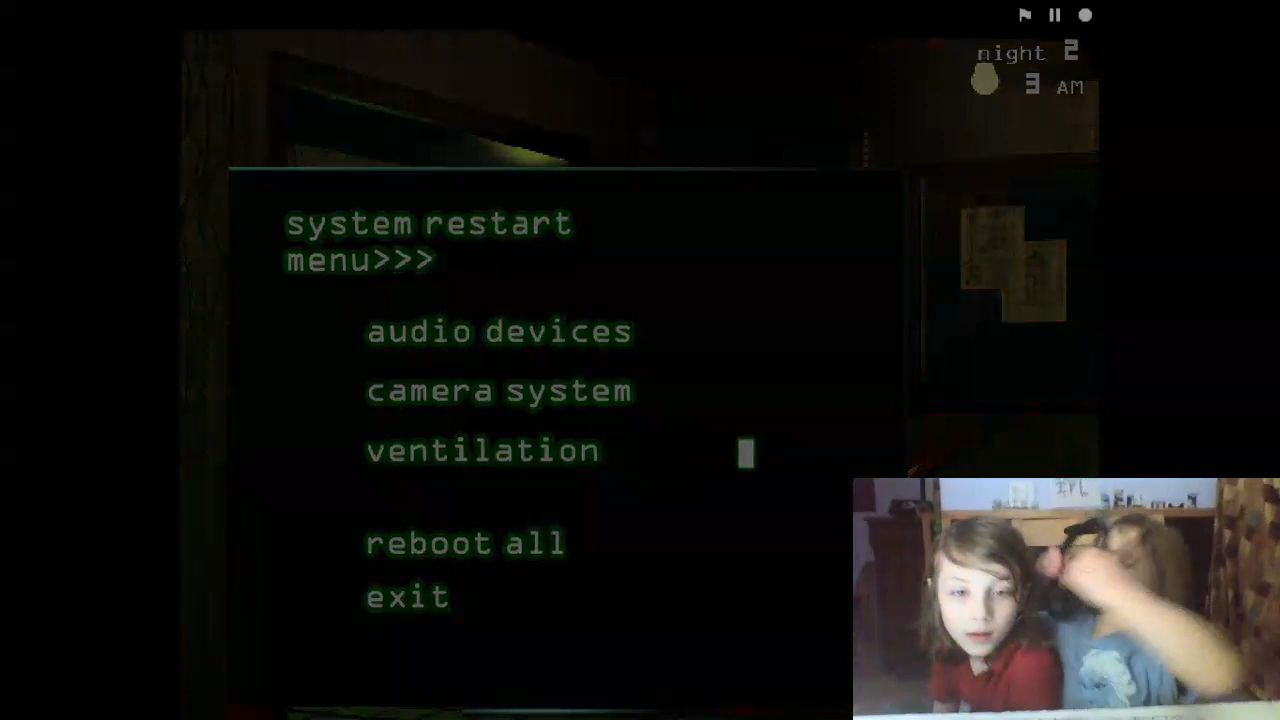 night 2
3 AM
system restart
menu>>>
audio devices
camera system
ventilation
reboot all
exit